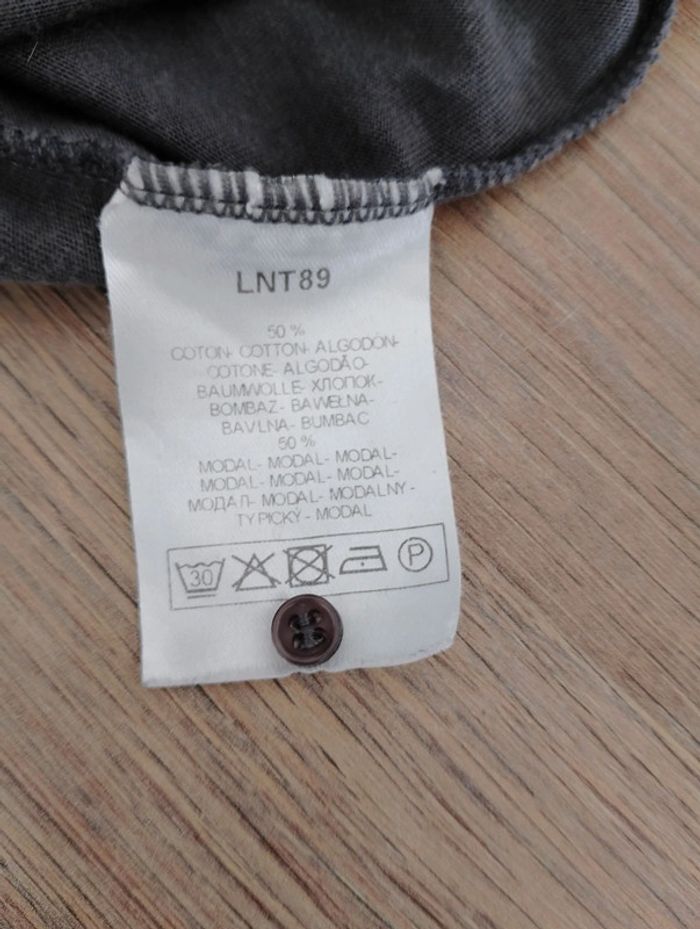 LNT89
50 %
COTON- COTTON- ALGODÓN-
COTONE- ALGODÃO-
BAUMWOLLE- ХЛОПОК-
BOMBAZ- BAWEŁNA-
BAVLNA- BUMBAC
50 %
MODAL- MODAL- MODAL-
MODAL- MODAL- MODAL-
МОДАЛ- MODAL- MODALNY -
TYPICKÝ - MODAL
30 P